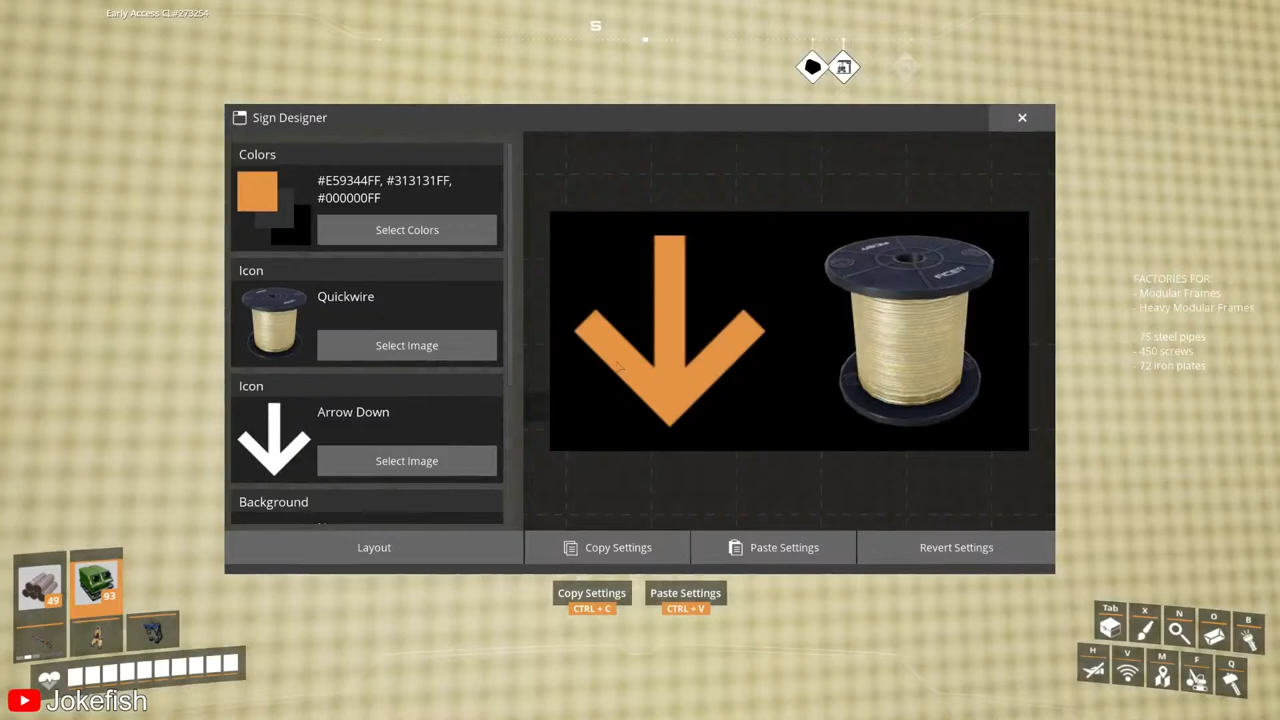 Early Access CL#273254
S
Sign Designer
Colors
#E59344FF, #313131FF,
#000000FF
Select Colors
Icon
Quickwire
Select Image
Icon
Arrow Down
Select Image
Background
Layout
Copy Settings
Paste Settings
Revert Settings
Copy Settings
CTRL + C
Paste Settings
CTRL + V
FACTORIES FOR:
- Modular Frames
- Heavy Modular Frames
75 steel pipes
- 450 screws
- 72 iron plates
49
93
Tab
X
N
O
B
H
V
M
F
Q
Jokefish